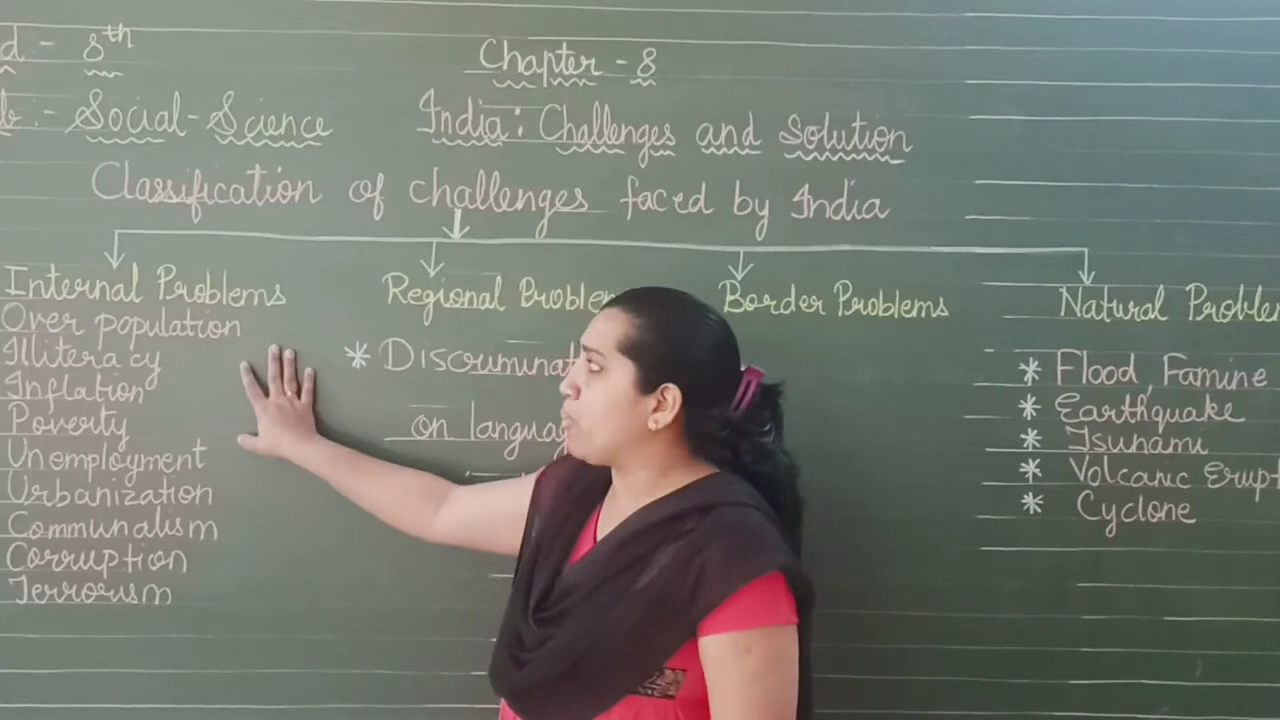 d - 8th
Chapter - 8
b :- Social-Science
India: Challenges and Solution
Classification of challenges faced by India
Internal Problems
Over population
Illiteracy
Inflation
Poverty
Unemployment
Urbanization
Communalism
Corruption
Terrorism
Regional Problem
* Discriminat
on languag
Border Problems
Natural Problem
* Flood, Famine
* Earthquake
* Tsunami
* Volcanic Erupt
* Cyclone